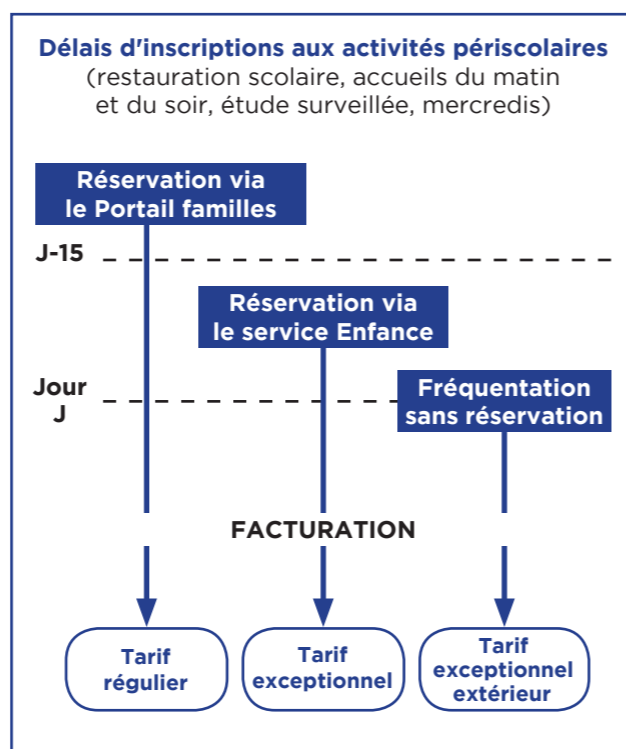 Délais d'inscriptions aux activités périscolaires
(restauration scolaire, accueils du matin
et du soir, étude surveillée, mercredis)
Réservation via
le Portail familles
J-15
Réservation via
le service Enfance
Jour
J
Fréquentation
sans réservation
FACTURATION
Tarif
régulier
Tarif
exceptionnel
Tarif
exceptionnel
extérieur